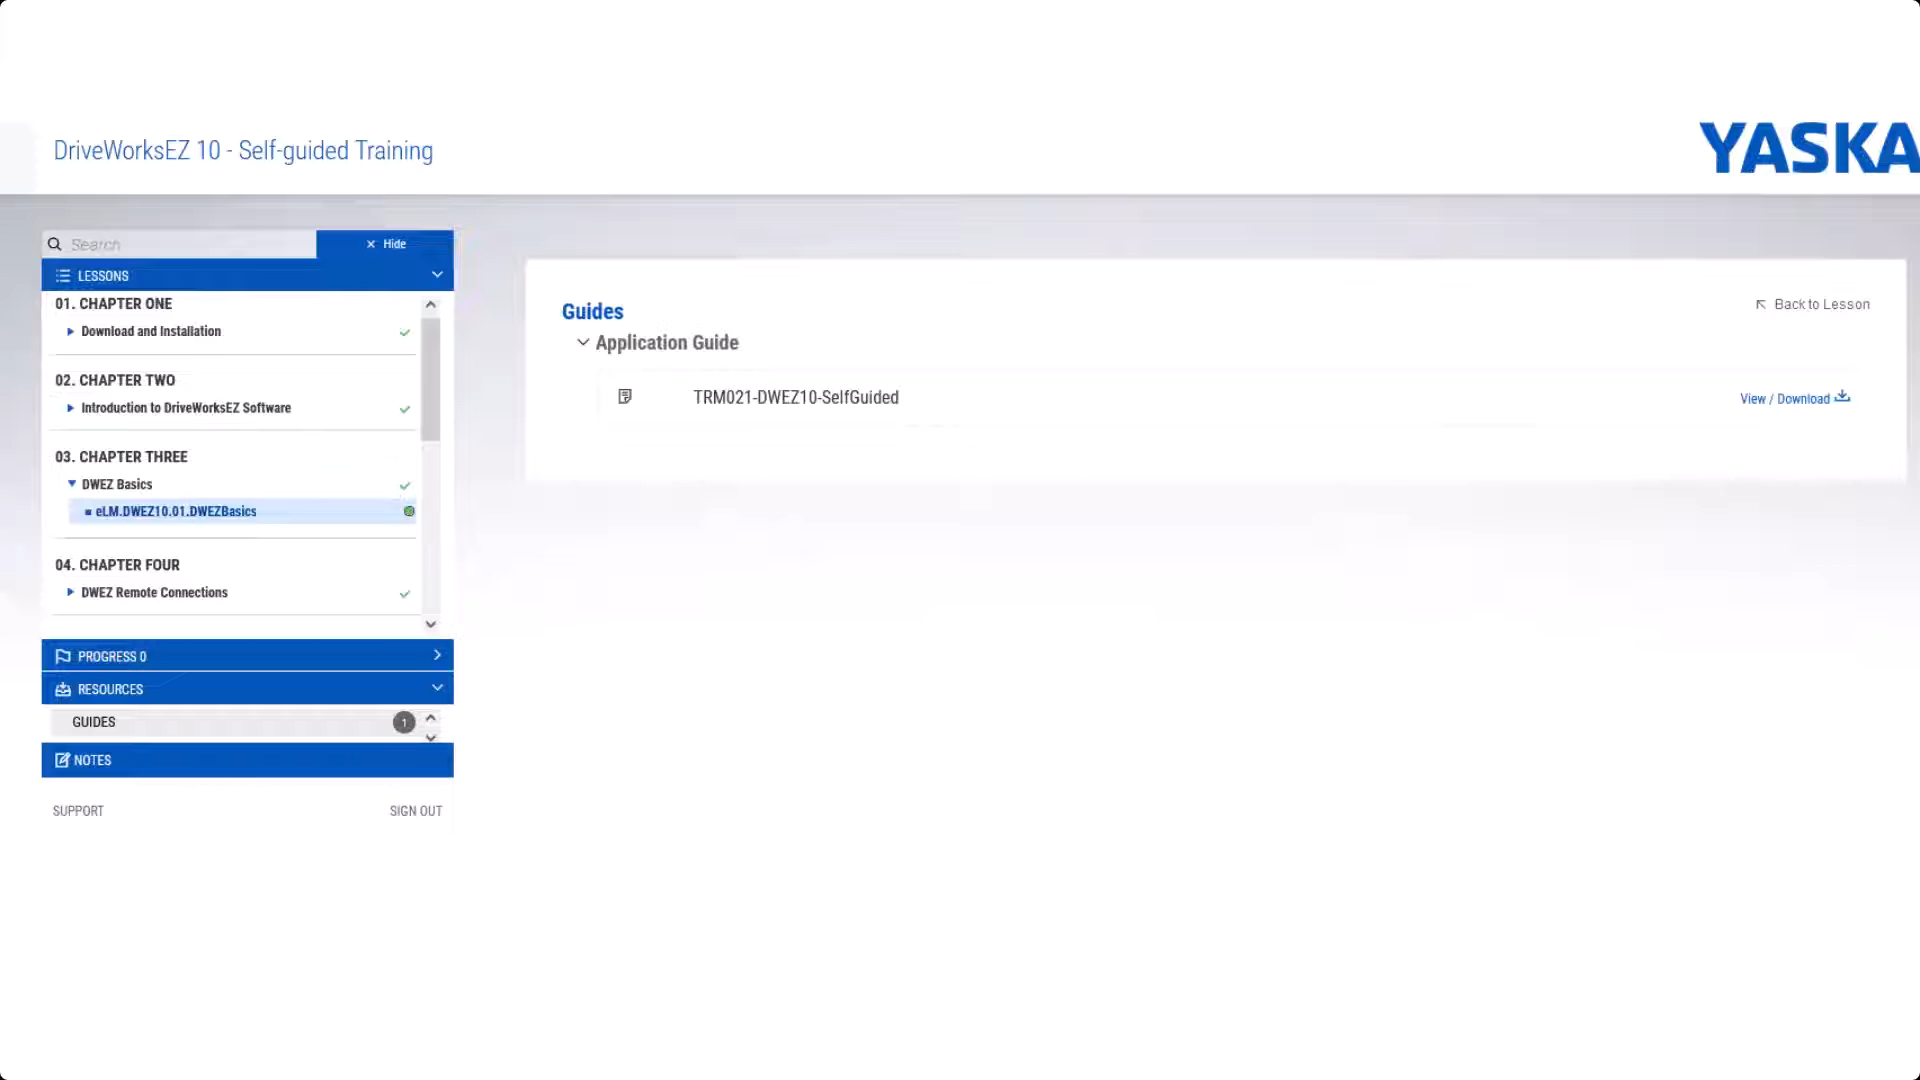 DriveWorksEZ 10 - Self-guided Training
YASKA
Search
Hide
LESSONS
01. CHAPTER ONE
Download and Installation
02. CHAPTER TWO
Introduction to DriveWorksEZ Software
03. CHAPTER THREE
DWEZ Basics
eLM.DWEZ10.01.DWEZBasics
04. CHAPTER FOUR
DWEZ Remote Connections
PROGRESS 0
RESOURCES
GUIDES 1
NOTES
SUPPORT SIGN OUT
Guides
Back to Lesson
Application Guide
TRM021-DWEZ10-SelfGuided
View / Download